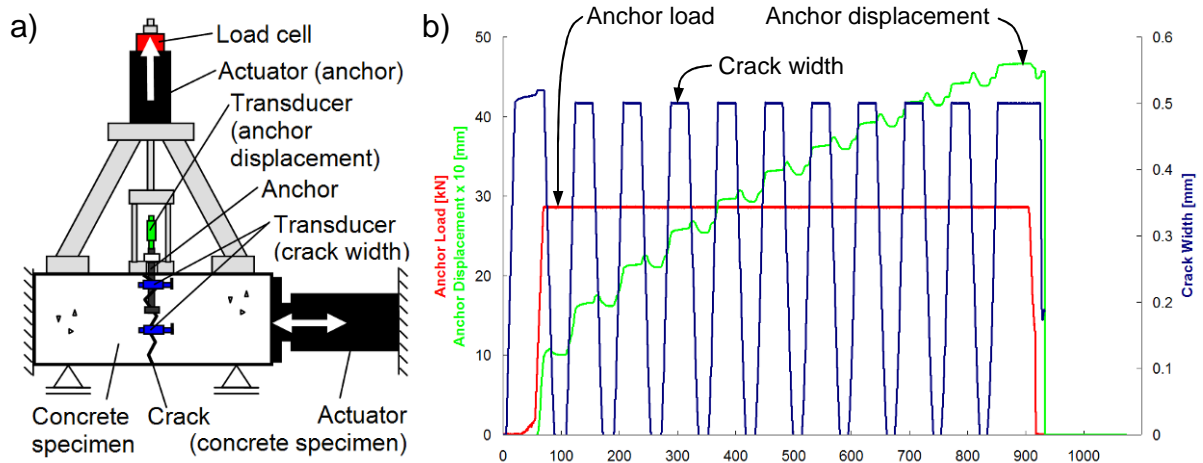 a)
Load cell
Actuator (anchor)
Transducer
(anchor
displacement)
Anchor
Transducer
(crack width)
Concrete
specimen
Crack
Actuator
(concrete specimen)
b)
Anchor load
Anchor displacement
Crack width
50
40
30
20
10
0
Anchor Load [kN]
Anchor Displacement x 10 [mm]
0.6
0.5
0.4
0.3
0.2
0.1
0
Crack Width [mm]
0 100 200 300 400 500 600 700 800 900 1000